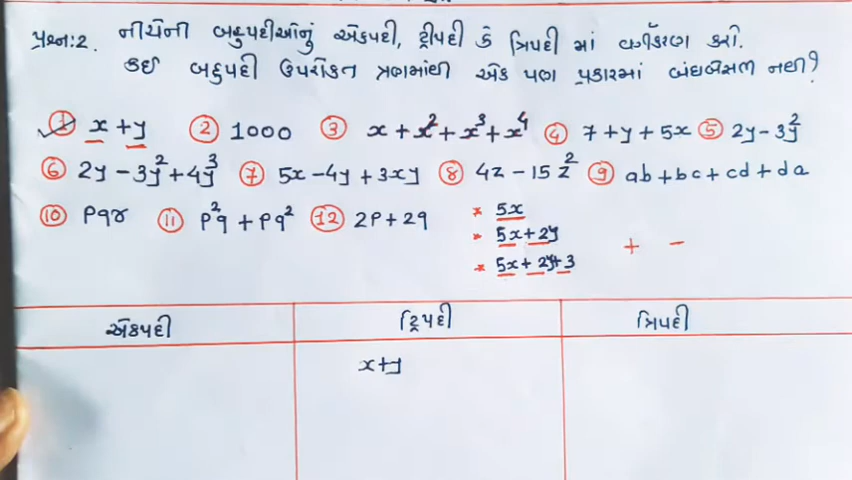 પ્રશ્ન:2. નીચેની બહુપદીઓનું એકપદી, દ્વીપદી કે ત્રિપદી માં વર્ગીકરણ કરો.
કઈ બહુપદી ઉપરોક્ત ત્રણમાંથી એક પણ પ્રકારમાં બંધબેસતી નથી?
① x + y ② 1000 ③ x + x² + x³ + x⁴ ④ 7 + y + 5x ⑤ 2y - 3y²
⑥ 2y - 3y² + 4y³ ⑦ 5x - 4y + 3xy ⑧ 4z - 15z² ⑨ ab + bc + cd + da
⑩ pqr ⑪ p²q + pq² ⑫ 2p + 2q
* 5x
* 5x + 2y + -
* 5x + 2y + 3
એકપદી દ્વિપદી ત્રિપદી
x + y